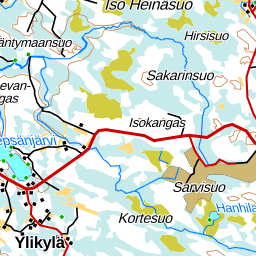 Iso Heinäsuo
Hirsisuo
äntymaansuo
Sakarinsuo
evan-
gas
Isokangas
epsänjärvi
Sarvisuo
Hanhila
Kortesuo
Ylikylä